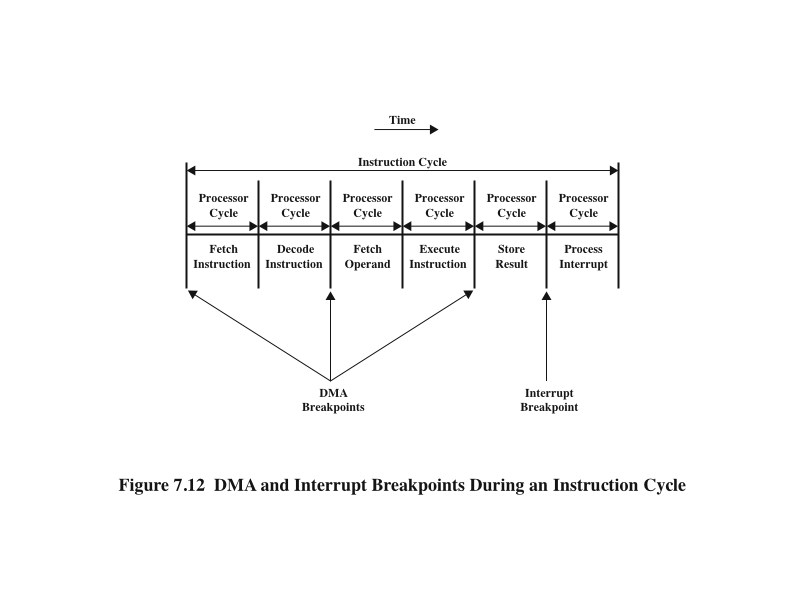 Time
Instruction Cycle
Processor Processor Processor Processor Processor Processor
Cycle Cycle Cycle Cycle Cycle Cycle
Fetch Decode Fetch Execute Store Process
Instruction Instruction Operand Instruction Result Interrupt
DMA Interrupt
Breakpoints Breakpoint
Figure 7.12 DMA and Interrupt Breakpoints During an Instruction Cycle